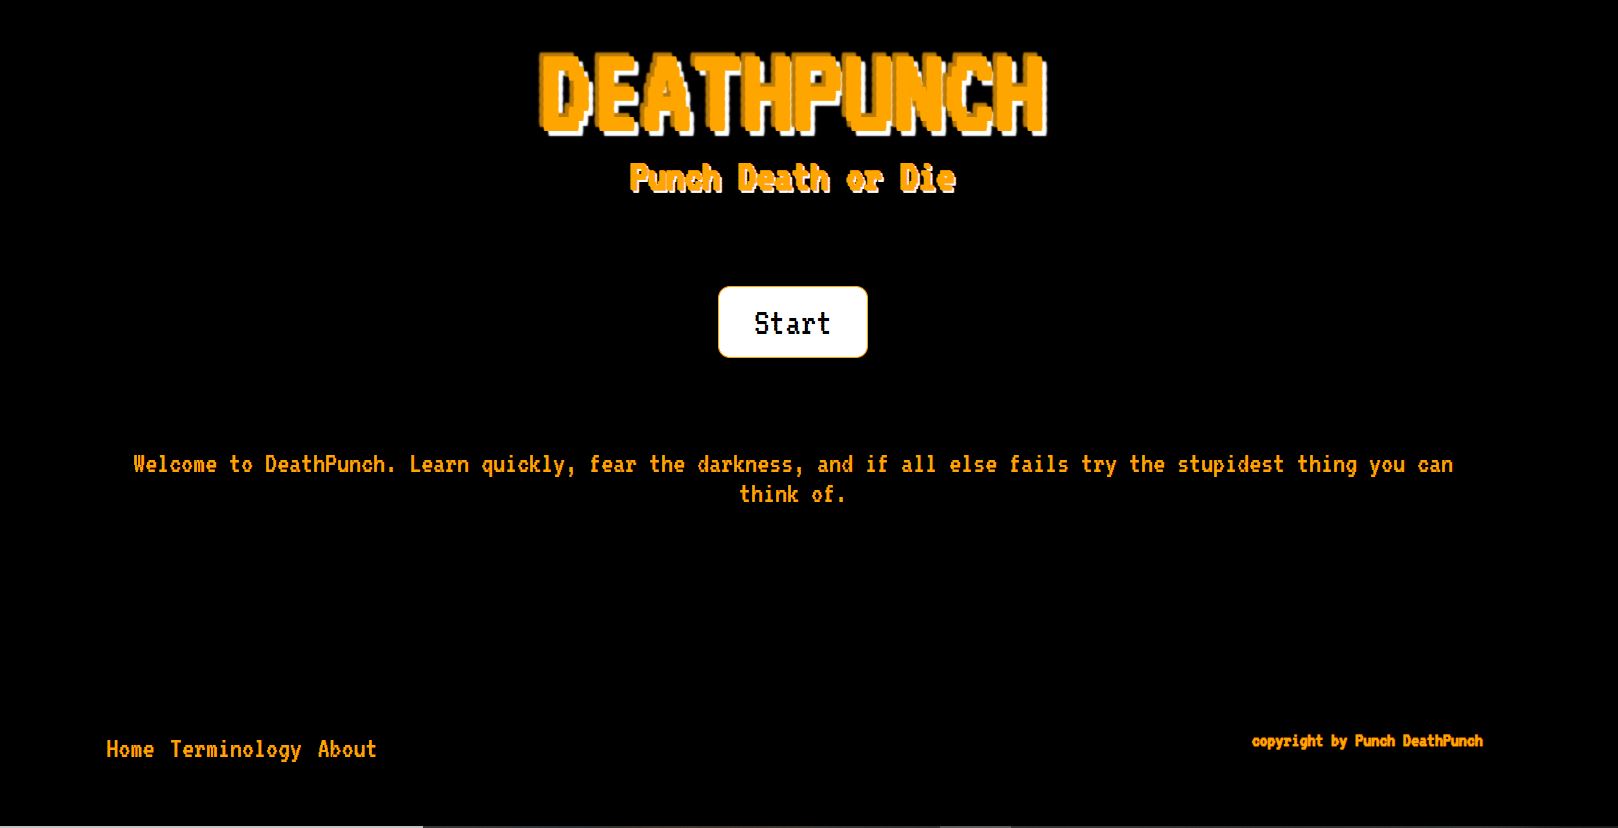 DEATHPUNCH
Punch Death or Die
Start
Welcome to DeathPunch. Learn quickly, fear the darkness, and if all else fails try the stupidest thing you can
think of.
Home Terminology About
copyright by Punch DeathPunch